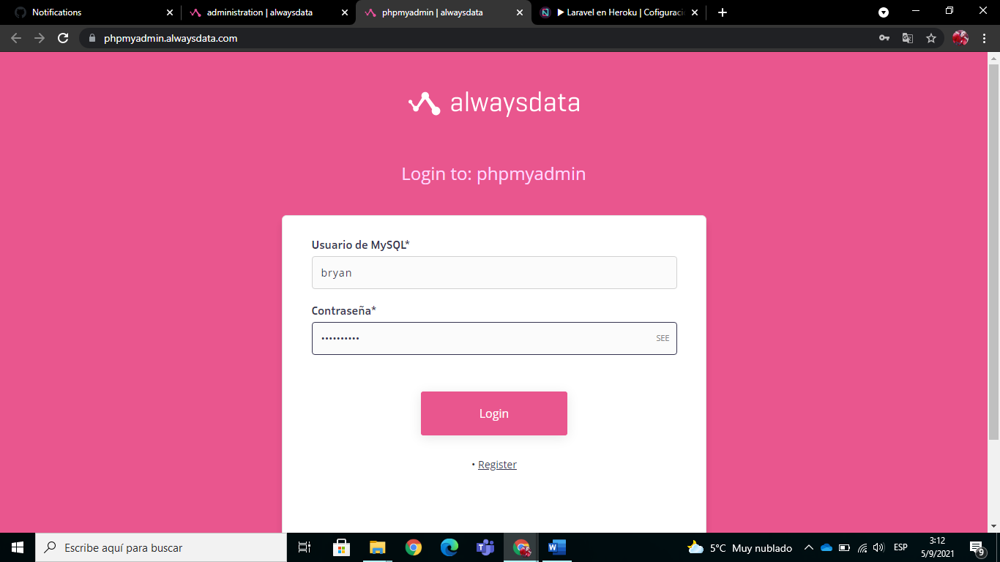 Notifications
administration | alwaysdata
phpmyadmin | alwaysdata
▶ Laravel en Heroku | Cofiguraci
phpmyadmin.alwaysdata.com
alwaysdata
Login to: phpmyadmin
Usuario de MySQL*
bryan
Contraseña*
••••••••••
SEE
Login
• Register
Escribe aquí para buscar
5°C Muy nublado
ESP
3:12
5/9/2021
9